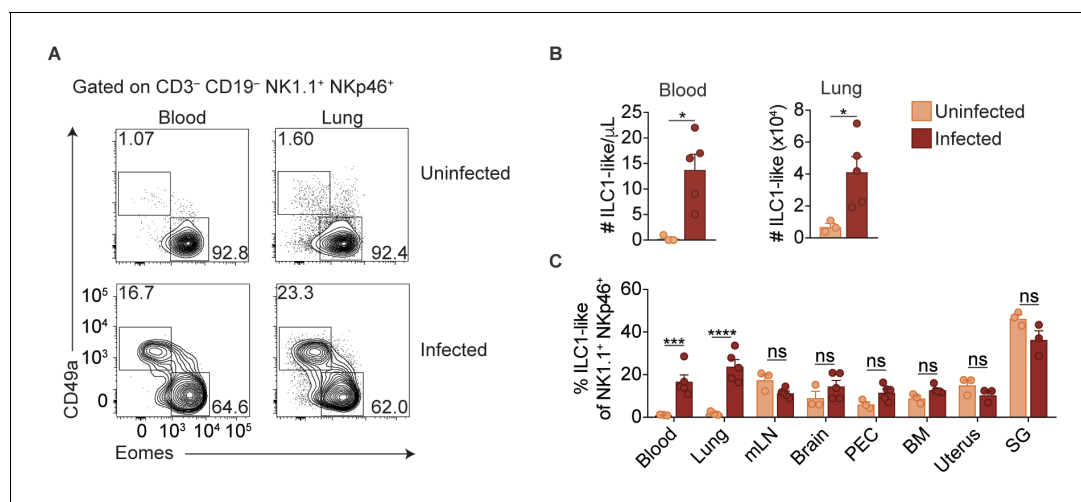 A
Gated on CD3⁻ CD19⁻ NK1.1⁺ NKp46⁺
Blood
Lung
1.07
1.60
Uninfected
92.8
92.4
16.7
23.3
10⁵
10⁴
10³
0
Infected
64.6
62.0
CD49a
0 10³ 10⁴ 10⁵
Eomes
B
Blood
Lung
# ILC1-like/μL
25
20
15
10
5
0
*
# ILC1-like (x10⁴)
8
6
4
2
0
*
Uninfected
Infected
C
% ILC1-like
of NK1.1⁺ NKp46⁺
60
40
20
0
*** **** ns ns ns ns ns ns
Blood
Lung
mLN
Brain
PEC
BM
Uterus
SG